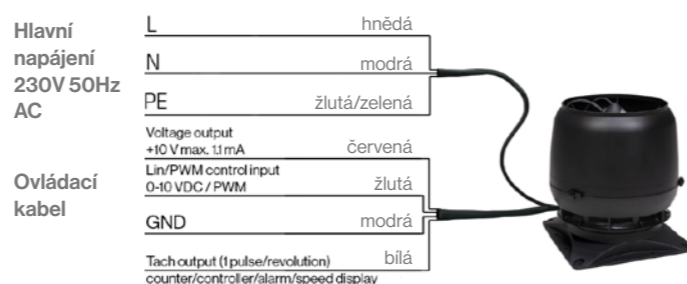 Hlavní
napájení
230V 50Hz
AC
L hnědá
N modrá
PE žlutá/zelená
Ovládací
kabel
Voltage output
+10 V max. 1.1 mA červená
Lin/PWM control input
0-10 VDC / PWM žlutá
GND modrá
Tach output (1 pulse/revolution) bílá
counter/controller/alarm/speed display